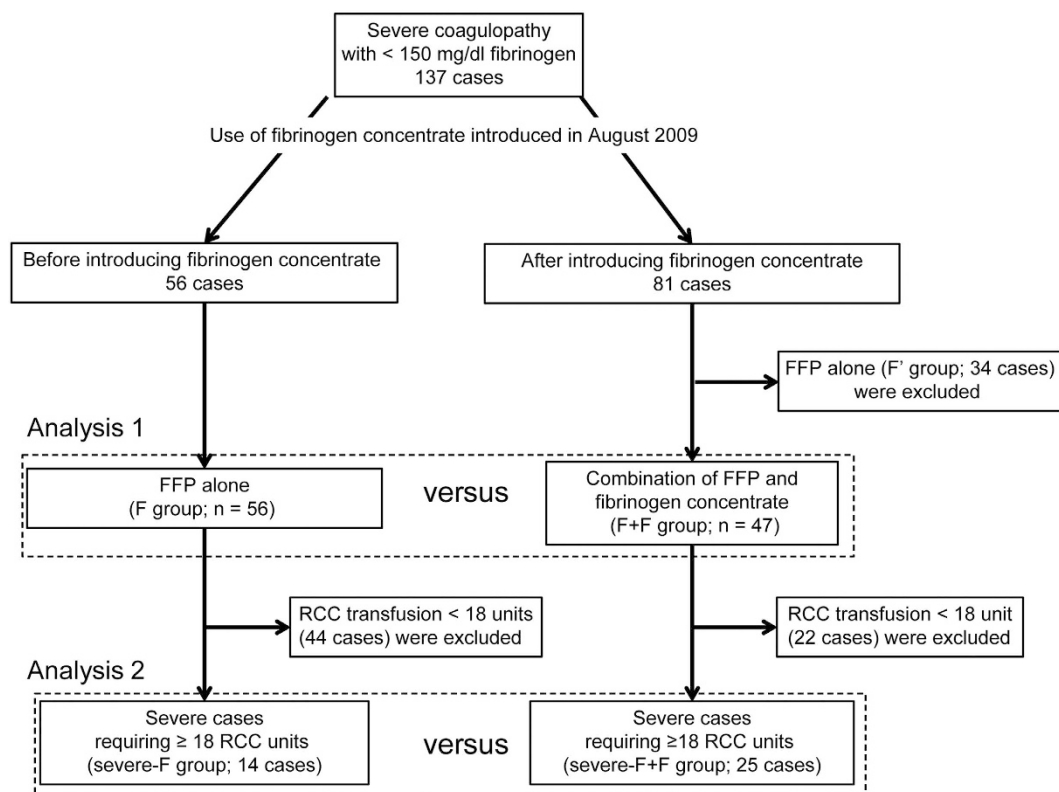 Severe coagulopathy
with < 150 mg/dl fibrinogen
137 cases
Use of fibrinogen concentrate introduced in August 2009
Before introducing fibrinogen concentrate
56 cases
After introducing fibrinogen concentrate
81 cases
FFP alone (F' group; 34 cases)
were excluded
Analysis 1
FFP alone
(F group; n = 56)
versus
Combination of FFP and
fibrinogen concentrate
(F+F group; n = 47)
RCC transfusion < 18 units
(44 cases) were excluded
RCC transfusion < 18 unit
(22 cases) were excluded
Analysis 2
Severe cases
requiring ≥ 18 RCC units
(severe-F group; 14 cases)
versus
Severe cases
requiring ≥18 RCC units
(severe-F+F group; 25 cases)